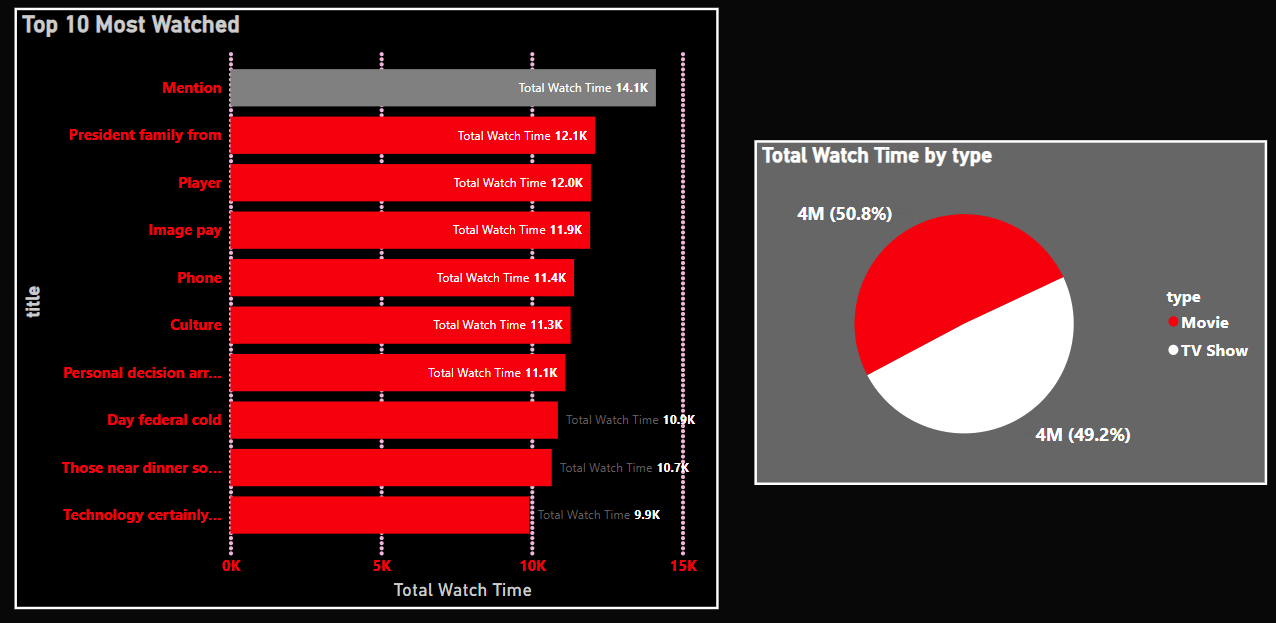 Top 10 Most Watched
title
Mention
Total Watch Time 14.1K
President family from
Total Watch Time 12.1K
Player
Total Watch Time 12.0K
Image pay
Total Watch Time 11.9K
Phone
Total Watch Time 11.4K
Culture
Total Watch Time 11.3K
Personal decision arr...
Total Watch Time 11.1K
Day federal cold
Total Watch Time 10.9K
Those near dinner so...
Total Watch Time 10.7K
Technology certainly...
Total Watch Time 9.9K
0K 5K 10K 15K
Total Watch Time
Total Watch Time by type
4M (50.8%)
4M (49.2%)
type
Movie
TV Show